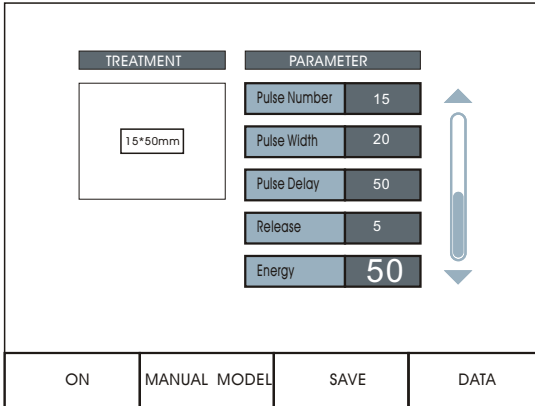 TREATMENT
15*50mm
PARAMETER
Pulse Number 15
Pulse Width 20
Pulse Delay 50
Release 5
Energy 50
ON MANUAL MODEL SAVE DATA